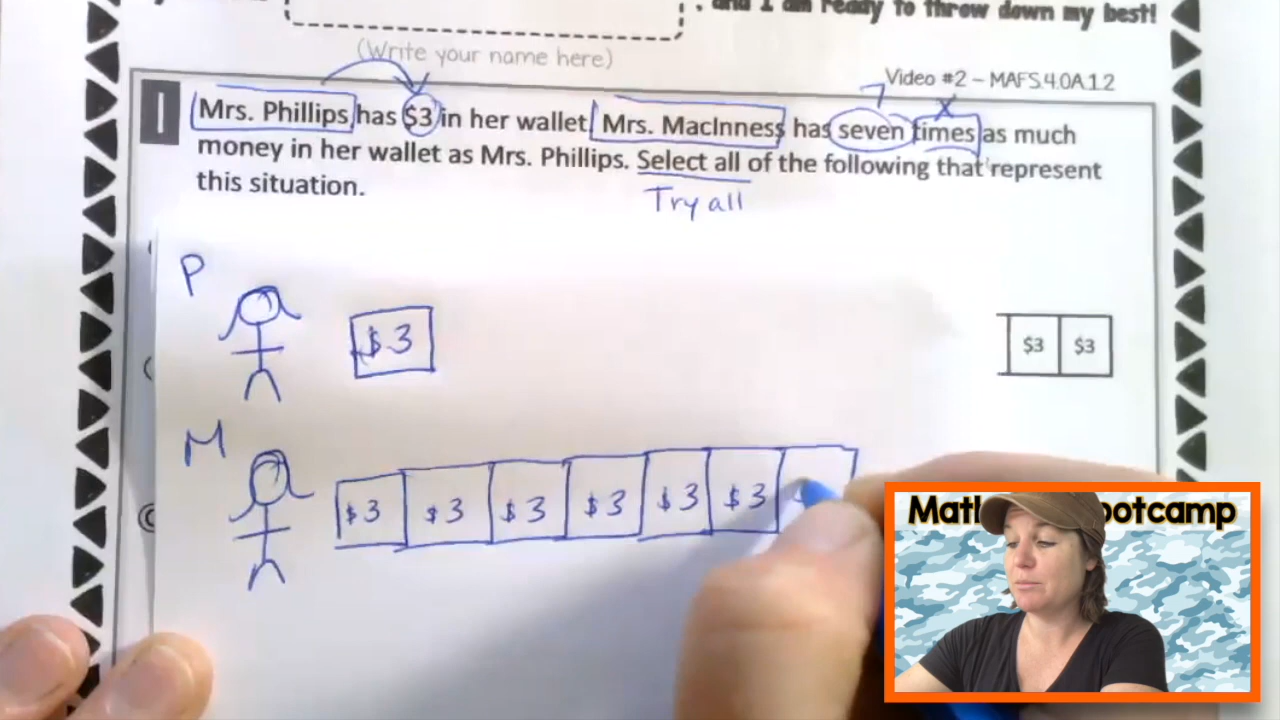 , and I am ready to throw down my best!
(Write your name here)
Video #2 – MAFS.4.OA.1.2
7
x
1
Mrs. Phillips has $3 in her wallet. Mrs. MacInness has seven times as much
money in her wallet as Mrs. Phillips. Select all of the following that represent
this situation.
Try all
P
$3
$3 $3
M
$3 $3 $3 $3 $3 $3